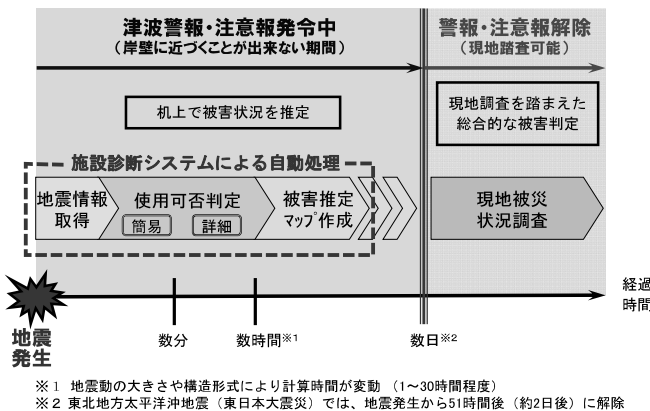 津波警報・注意報発令中
（岸壁に近づくことが出来ない期間）
警報・注意報解除
（現地踏査可能）
机上で被害状況を推定
現地調査を踏まえた
総合的な被害判定
施設診断システムによる自動処理
地震情報
取得
使用可否判定
簡易
詳細
被害推定
マップ作成
現地被災
状況調査
経過
時間
地震
発生
数分
数時間※1
数日※2
※１ 地震動の大きさや構造形式により計算時間が変動 （1～30時間程度）
※２ 東北地方太平洋沖地震（東日本大震災）では、地震発生から51時間後（約2日後）に解除